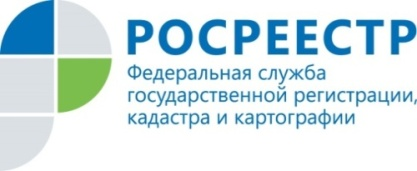 РОСРЕЕСТР
Федеральная служба
государственной регистрации,
кадастра и картографии